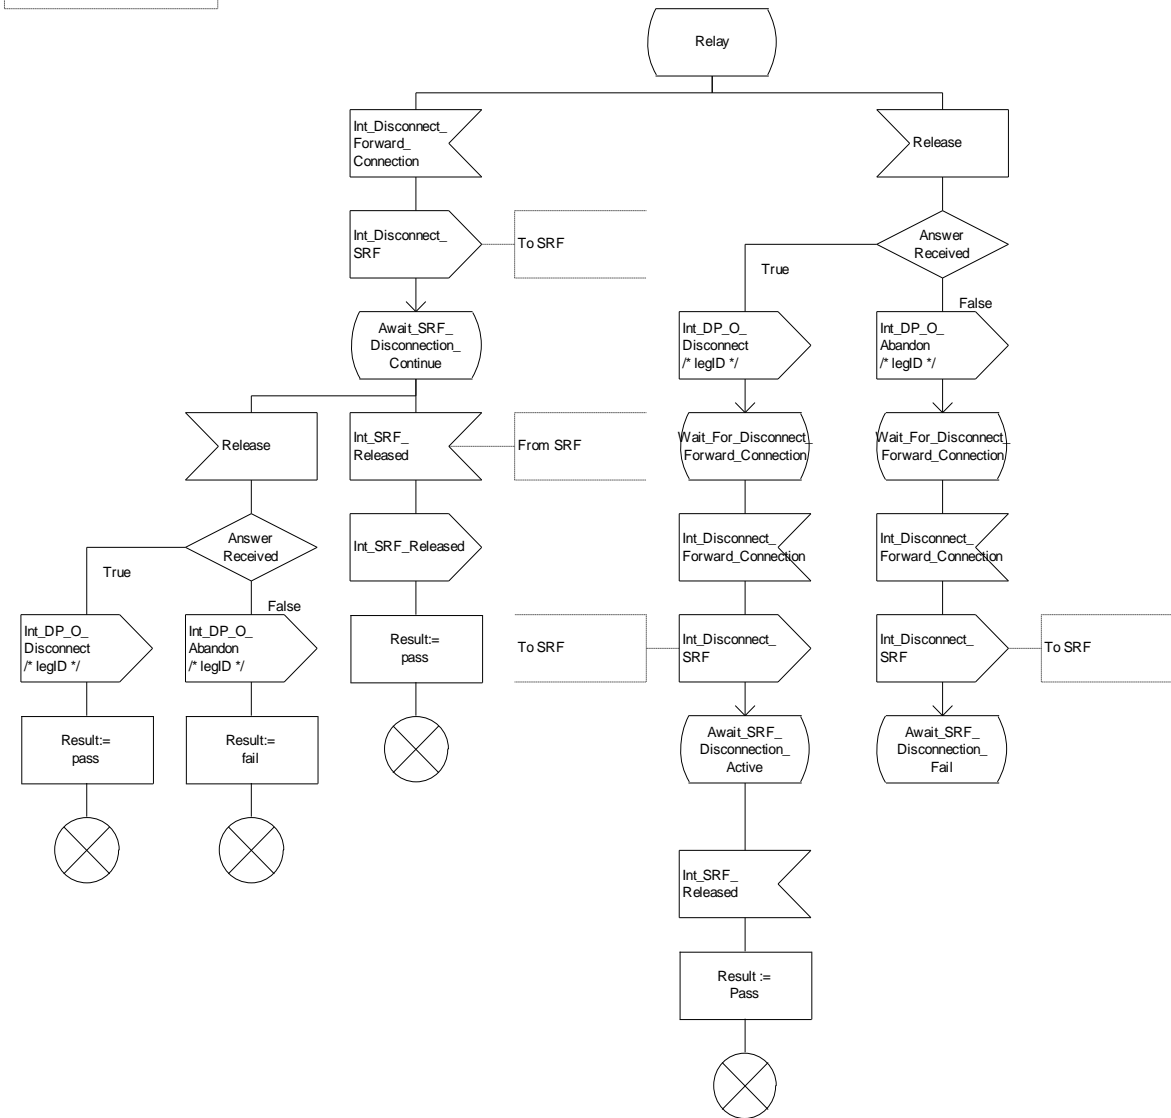 Relay
Int_Disconnect_
Forward_
Connection
Release
Int_Disconnect_
SRF
To SRF
Answer
Received
True
False
Await_SRF_
Disconnection_
Continue
Int_DP_O_
Disconnect
/* legID */
Int_DP_O_
Abandon
/* legID */
Release
Int_SRF_
Released
From SRF
Wait_For_Disconnect_
Forward_Connection
Wait_For_Disconnect_
Forward_Connection
Answer
Received
True
False
Int_SRF_Released
Int_Disconnect_
Forward_Connection
Int_Disconnect_
Forward_Connection
Int_DP_O_
Disconnect
/* legID */
Int_DP_O_
Abandon
/* legID */
Result:=
pass
To SRF
Int_Disconnect_
SRF
Int_Disconnect_
SRF
To SRF
Result:=
pass
Result:=
fail
Await_SRF_
Disconnection_
Active
Await_SRF_
Disconnection_
Fail
Int_SRF_
Released
Result :=
Pass